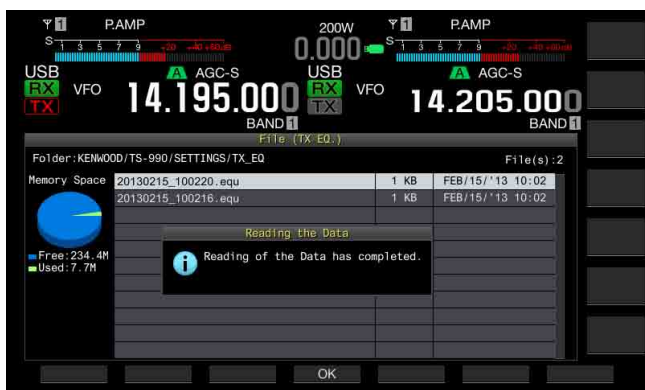 1 P.AMP 200W 1 P.AMP
S 1 3 5 7 9 +20 +40 +60dB 0.000 S 1 3 5 7 9 +20 +40 +60dB
USB A AGC-S USB A AGC-S
RX VFO 14.195.000 RX VFO 14.205.000
TX TX
BAND 1 BAND 1
File (TX EQ.)
Folder:KENWOOD/TS-990/SETTINGS/TX_EQ File(s):2
Memory Space 20130215_100220.equ 1 KB FEB/15/'13 10:02
20130215_100216.equ 1 KB FEB/15/'13 10:02
Reading the Data
Reading of the Data has completed.
Free:234.4M
Used:7.7M
OK